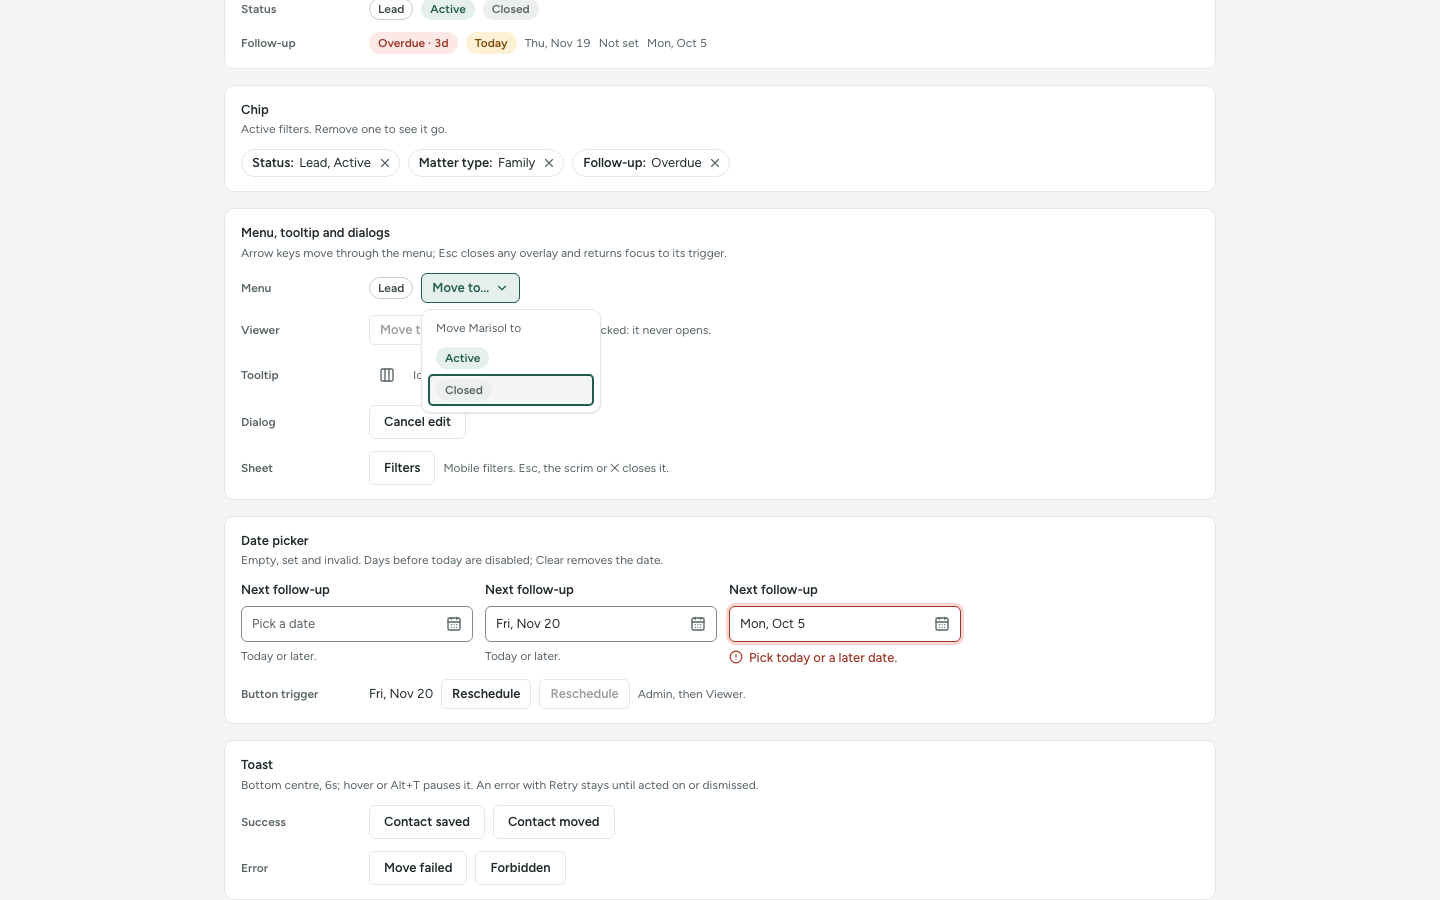 Status Lead Active Closed
Follow-up Overdue · 3d Today Thu, Nov 19 Not set Mon, Oct 5
Chip
Active filters. Remove one to see it go.
Status: Lead, Active Matter type: Family Follow-up: Overdue
Menu, tooltip and dialogs
Arrow keys move through the menu; Esc closes any overlay and returns focus to its trigger.
Menu Lead Move to...
Move Marisol to
Active
Closed
Viewer Move t cked: it never opens.
Tooltip
Dialog Cancel edit
Sheet Filters Mobile filters. Esc, the scrim or × closes it.
Date picker
Empty, set and invalid. Days before today are disabled; Clear removes the date.
Next follow-up Next follow-up Next follow-up
Pick a date Fri, Nov 20 Mon, Oct 5
Today or later. Today or later. Pick today or a later date.
Button trigger Fri, Nov 20 Reschedule Reschedule Admin, then Viewer.
Toast
Bottom centre, 6s; hover or Alt+T pauses it. An error with Retry stays until acted on or dismissed.
Success Contact saved Contact moved
Error Move failed Forbidden